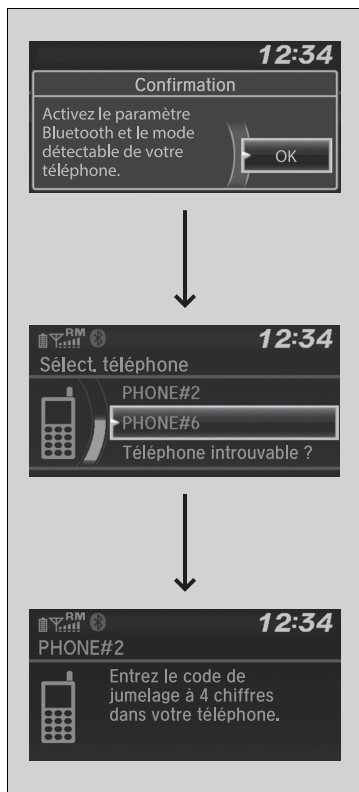 12:34
Confirmation
Activez le paramètre
Bluetooth et le mode
détectable de votre
téléphone.
OK
RM
12:34
Sélect. téléphone
PHONE#2
PHONE#6
Téléphone introuvable ?
RM
12:34
PHONE#2
Entrez le code de
jumelage à 4 chiffres
dans votre téléphone.